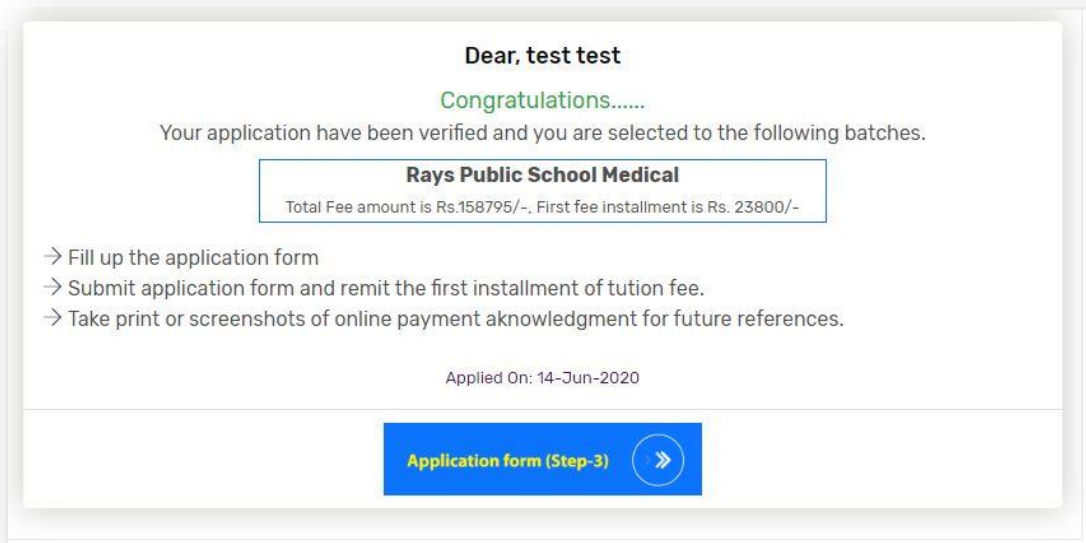 Dear, test test
Congratulations......
Your application have been verified and you are selected to the following batches.
Rays Public School Medical
Total Fee amount is Rs.158795/-, First fee installment is Rs. 23800/-
→ Fill up the application form
→ Submit application form and remit the first installment of tution fee.
→ Take print or screenshots of online payment aknowledgment for future references.
Applied On: 14-Jun-2020
Application form (Step-3)